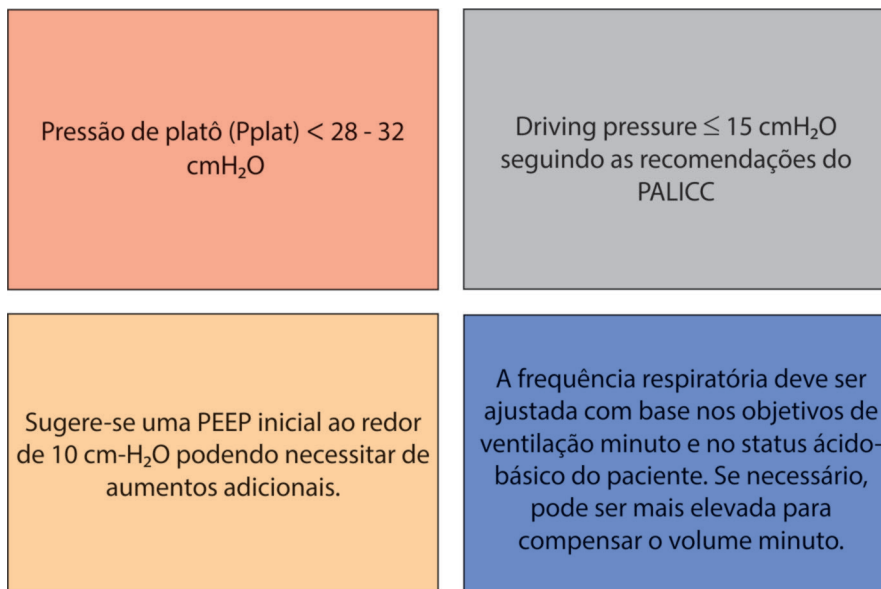 Pressão de platô (Pplat) < 28 - 32
cmH₂O
Driving pressure ≤ 15 cmH₂O
seguindo as recomendações do
PALICC
Sugere-se uma PEEP inicial ao redor
de 10 cm-H₂O podendo necessitar de
aumentos adicionais.
A frequência respiratória deve ser
ajustada com base nos objetivos de
ventilação minuto e no status ácido-
básico do paciente. Se necessário,
pode ser mais elevada para
compensar o volume minuto.